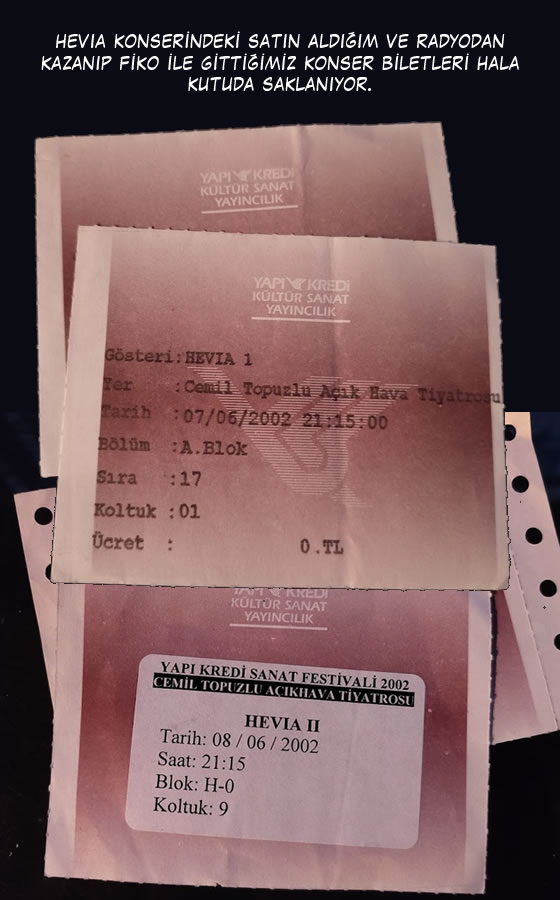 HEVIA KONSERİNDEKİ SATIN ALDIĞIM VE RADYODAN
KAZANIP FİKO İLE GİTTİĞİMİZ KONSER BİLETLERİ HALA
KUTUDA SAKLANIYOR.
YAPI KREDİ
KÜLTÜR SANAT
YAYINCILIK
YAPI KREDİ
KÜLTÜR SANAT
YAYINCILIK
Gösteri:HEVIA 1
Yer :Cemil Topuzlu Açık Hava Tiyatrosu
Tarih :07/06/2002 21:15:00
Bölüm :A.Blok
Sıra :17
Koltuk :01
Ücret : 0.TL
YAPI KREDİ
KÜLTÜR SANAT
YAYINCILIK
YAPI KREDİ SANAT FESTİVALİ 2002
CEMİL TOPUZLU AÇIKHAVA TİYATROSU
HEVIA II
Tarih: 08 / 06 / 2002
Saat: 21:15
Blok: H-0
Koltuk: 9